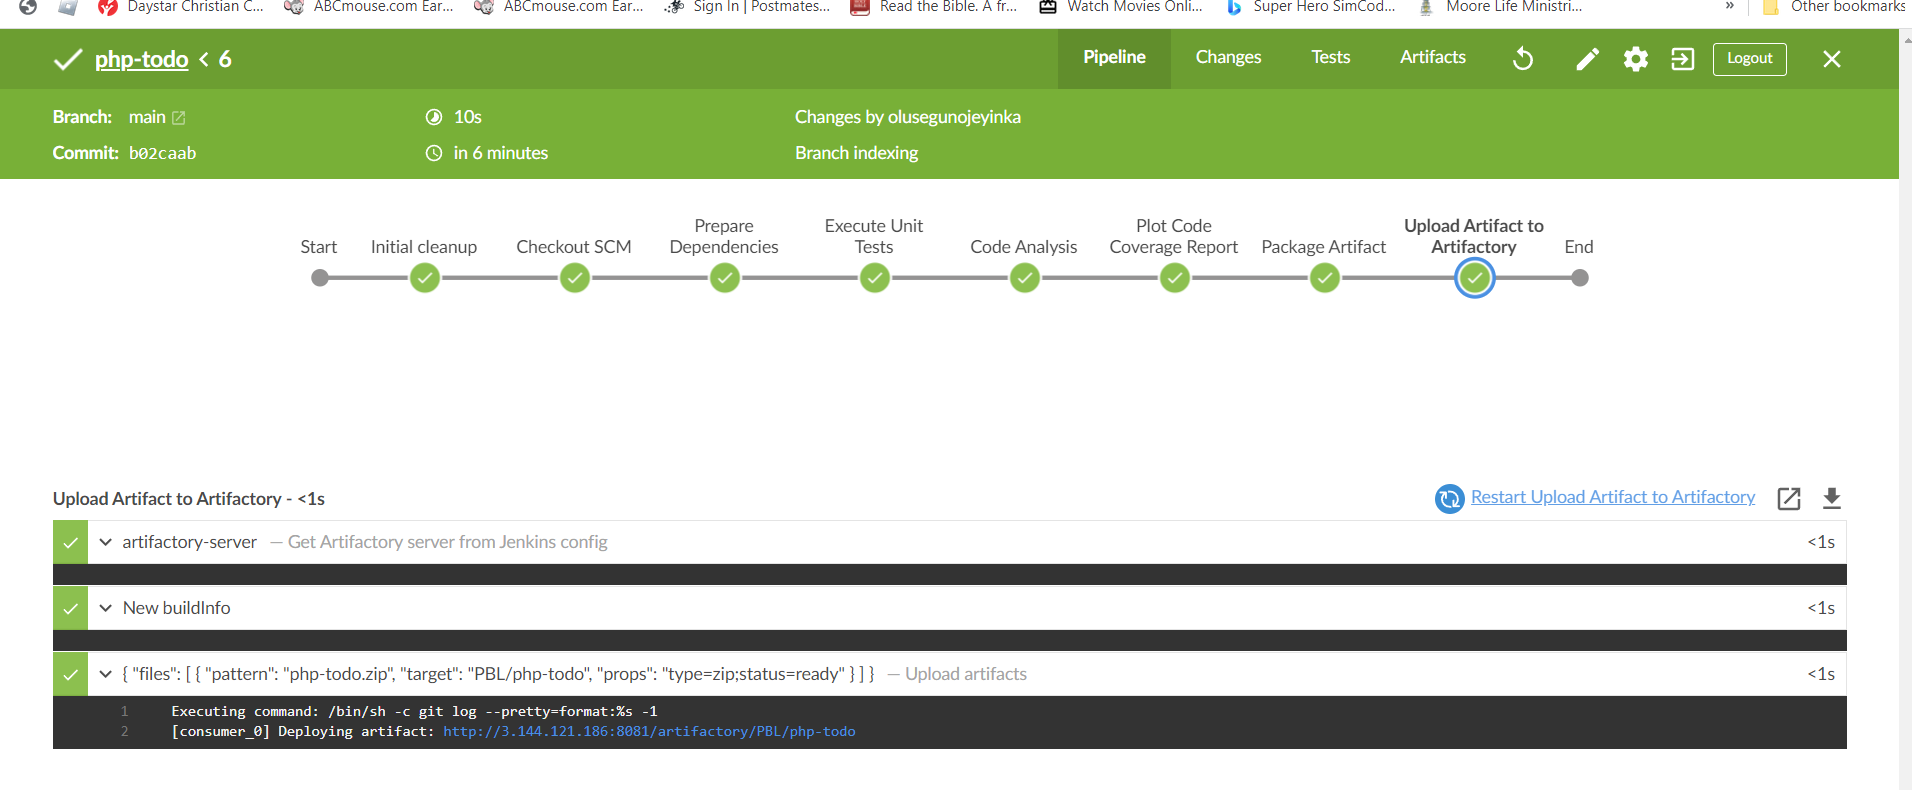 Daystar Christian C... ABCmouse.com Ear... ABCmouse.com Ear... Sign In | Postmates... Read the Bible. A fr... Watch Movies Onli... Super Hero SimCod... Moore Life Ministri... » Other bookmarks
php-todo < 6 Pipeline Changes Tests Artifacts Logout
Branch: main 10s Changes by olusegunojeyinka
Commit: b02caab in 6 minutes Branch indexing
Start Initial cleanup Checkout SCM Prepare Dependencies Execute Unit Tests Code Analysis Plot Code Coverage Report Package Artifact Upload Artifact to Artifactory End
Upload Artifact to Artifactory - <1s Restart Upload Artifact to Artifactory
artifactory-server — Get Artifactory server from Jenkins config <1s
New buildInfo <1s
{ "files": [ { "pattern": "php-todo.zip", "target": "PBL/php-todo", "props": "type=zip;status=ready" } ] } — Upload artifacts <1s
1 Executing command: /bin/sh -c git log --pretty=format:%s -1
2 [consumer_0] Deploying artifact: http://3.144.121.186:8081/artifactory/PBL/php-todo